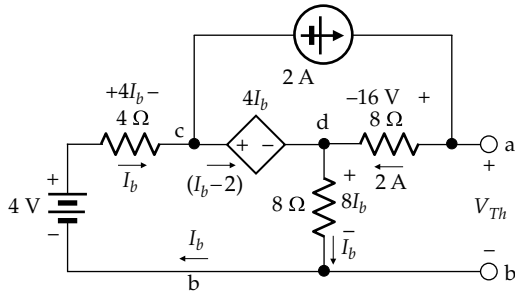 2 A
+4I_b −
4 Ω
c
4I_b
+ −
d
−16 V +
8 Ω
a
+
I_b
(I_b−2)
2 A
+
4 V
−
8 Ω
+
8I_b
−
I_b
V_Th
I_b
b
−
b